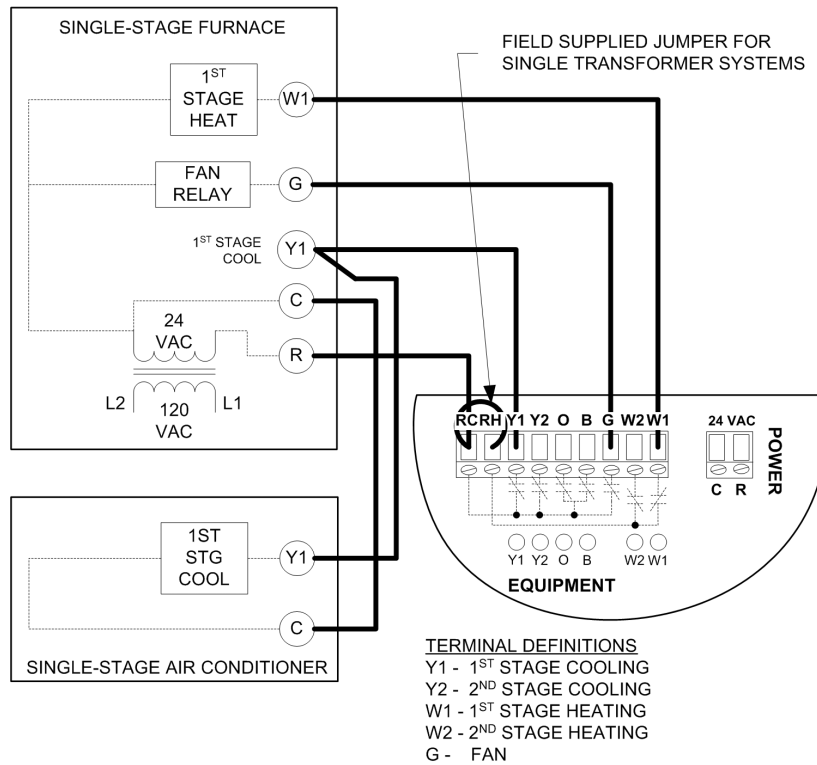 SINGLE-STAGE FURNACE
FIELD SUPPLIED JUMPER FOR
SINGLE TRANSFORMER SYSTEMS
1ST
STAGE
HEAT
W1
FAN
RELAY
G
1ST STAGE
COOL
Y1
C
24
VAC
R
L2
120
VAC
L1
RC RH Y1 Y2 O B G W2 W1
24 VAC
C R
POWER
Y1 Y2 O B W2 W1
EQUIPMENT
1ST
STG
COOL
Y1
C
SINGLE-STAGE AIR CONDITIONER
TERMINAL DEFINITIONS
Y1 - 1ST STAGE COOLING
Y2 - 2ND STAGE COOLING
W1 - 1ST STAGE HEATING
W2 - 2ND STAGE HEATING
G - FAN